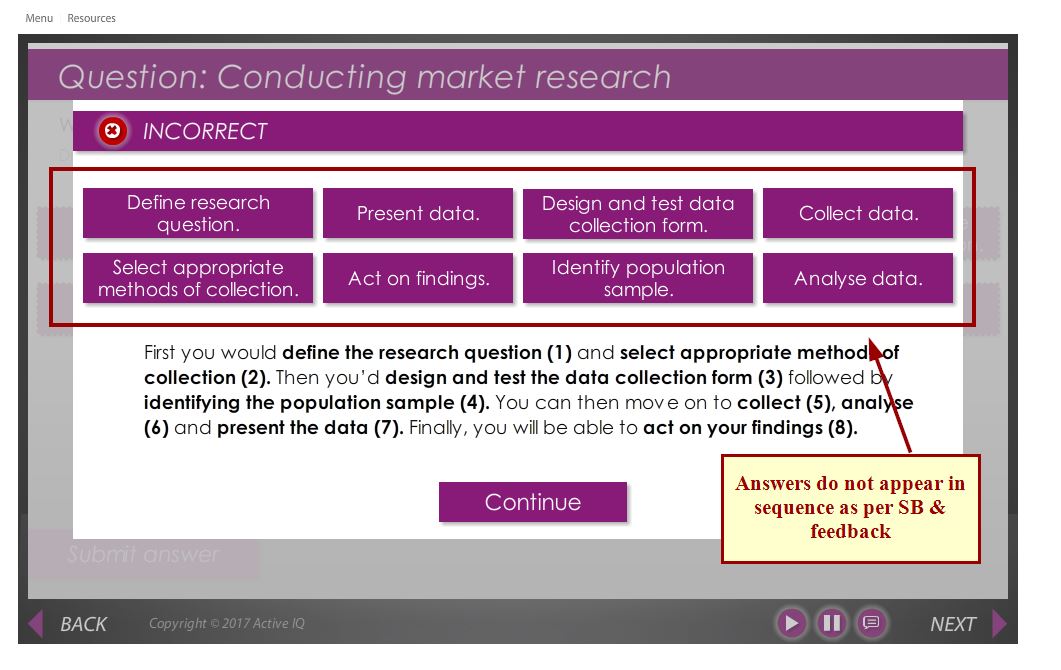 Menu Resources
Question: Conducting market research
INCORRECT
Define research
question.
Present data.
Design and test data
collection form.
Collect data.
Select appropriate
methods of collection.
Act on findings.
Identify population
sample.
Analyse data.
First you would define the research question (1) and select appropriate methods of
collection (2). Then you'd design and test the data collection form (3) followed by
identifying the population sample (4). You can then move on to collect (5), analyse
(6) and present the data (7). Finally, you will be able to act on your findings (8).
Continue
Answers do not appear in
sequence as per SB &
feedback
Submit answer
BACK
Copyright © 2017 Active IQ
NEXT